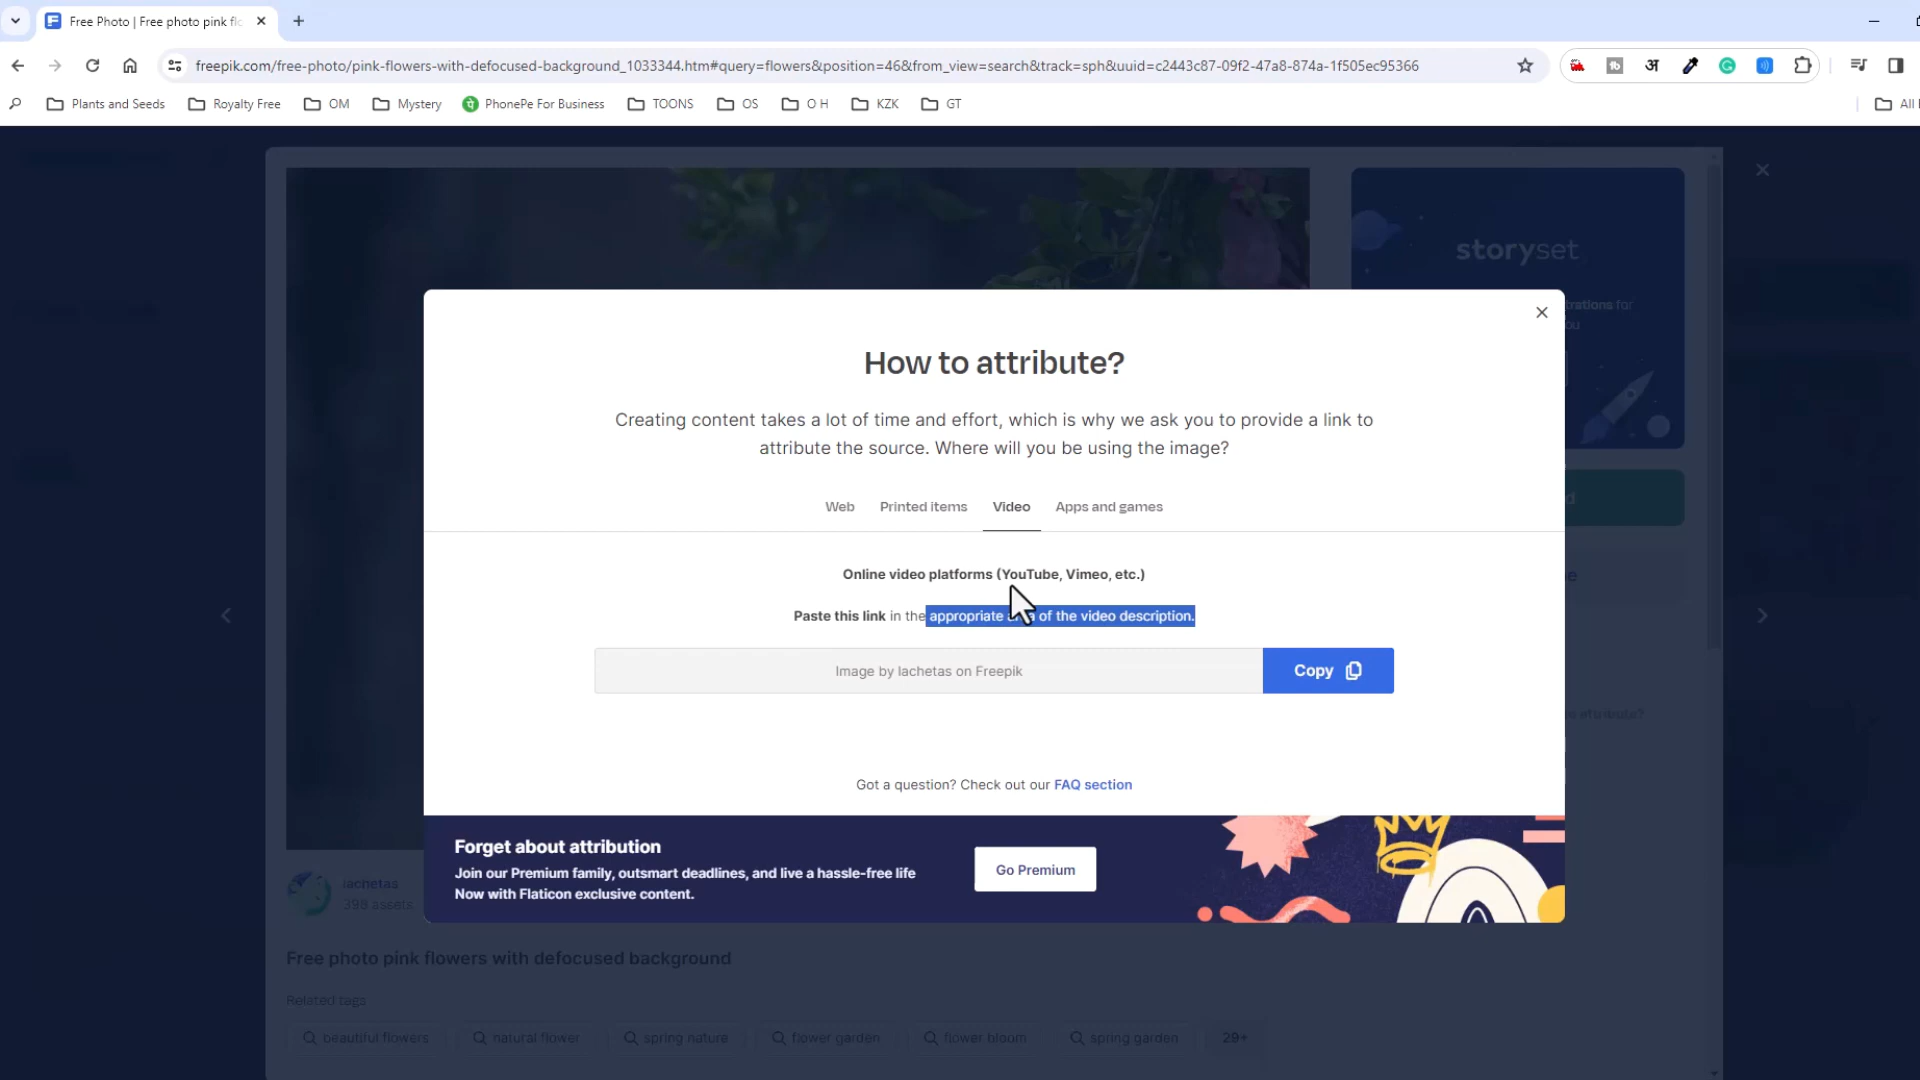 Free Photo | Free photo pink flo
freepik.com/free-photo/pink-flowers-with-defocused-background_1033344.htm#query=flowers&position=46&from_view=search&track=sph&uuid=c2443c87-09f2-47a8-874a-1f505ec95366
Plants and Seeds Royalty Free OM Mystery PhonePe For Business TOONS OS O H KZK GT All
storyset
rations for
ou
How to attribute?
Creating content takes a lot of time and effort, which is why we ask you to provide a link to
attribute the source. Where will you be using the image?
Web Printed items Video Apps and games
Online video platforms (YouTube, Vimeo, etc.)
Paste this link in the appropriate of the video description.
Image by lachetas on Freepik
Copy
attribute?
Got a question? Check out our FAQ section
Forget about attribution
Join our Premium family, outsmart deadlines, and live a hassle-free life
Now with Flaticon exclusive content.
Go Premium
lachetas
398 assets
Free photo pink flowers with defocused background
Related tags
beautiful flowers natural flower spring nature flower garden flower bloom spring garden 29+